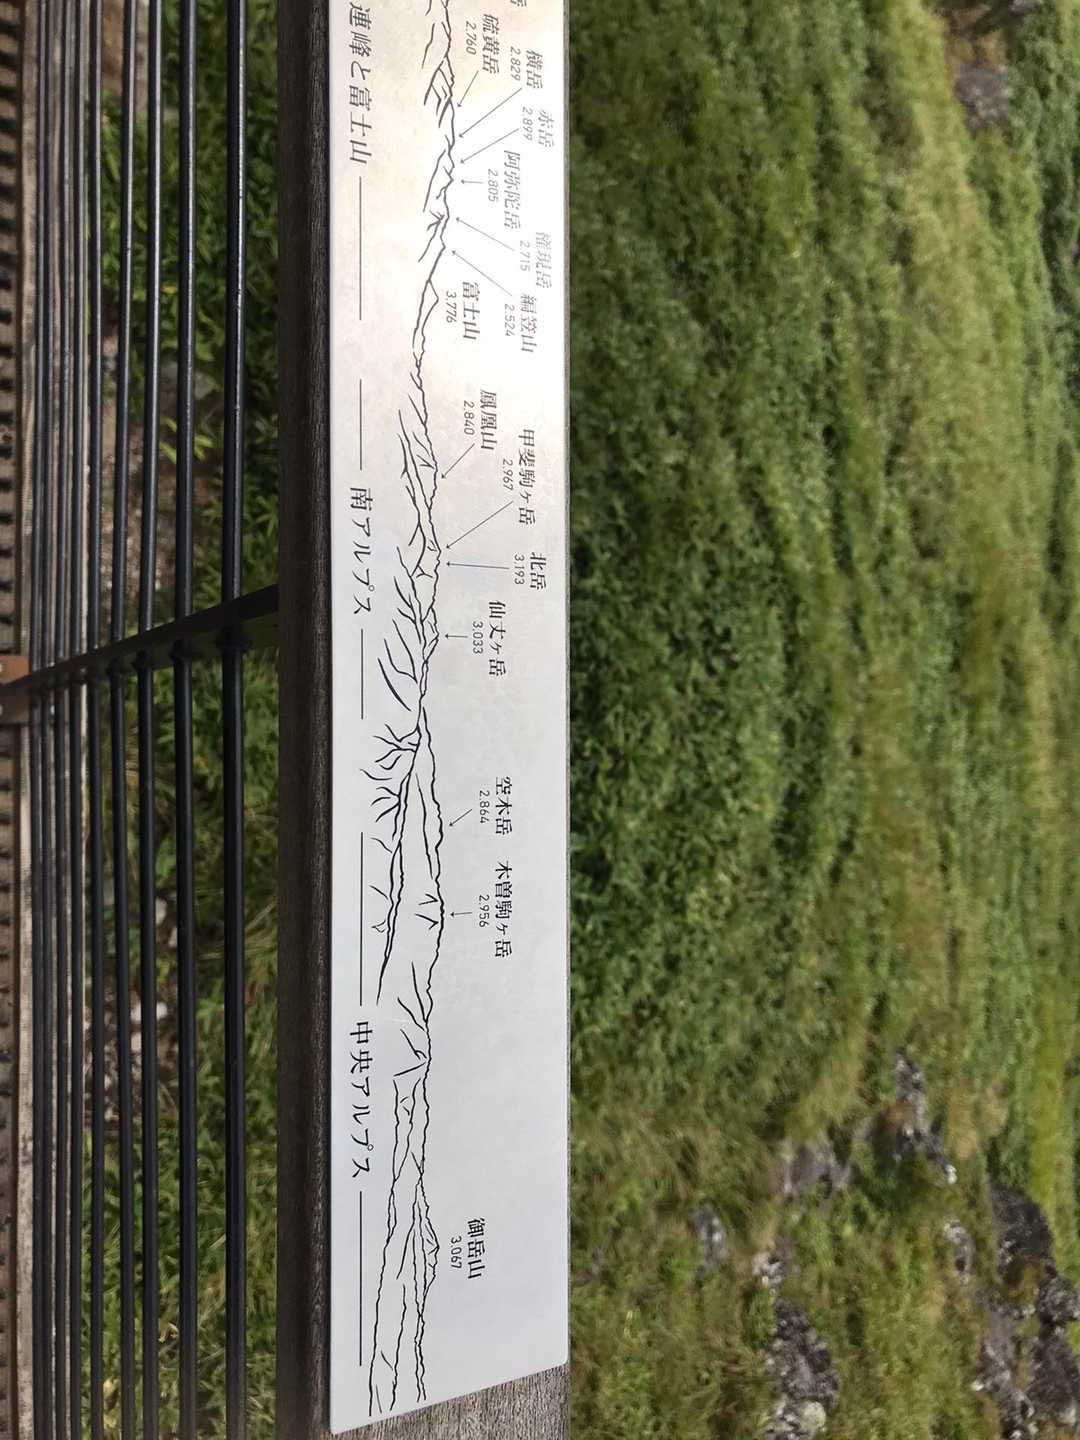 岳
硫黄岳
2.760
横岳
2.829
赤岳
2.899
阿弥陀岳
2.805
権現岳
2.715
編笠山
2.524
富士山
3.776
鳳凰山
2.840
甲斐駒ヶ岳
2.967
北岳
3.193
仙丈ヶ岳
3.033
空木岳
2.864
木曽駒ヶ岳
2.956
御岳山
3.067
連峰と富士山
南アルプス
中央アルプス